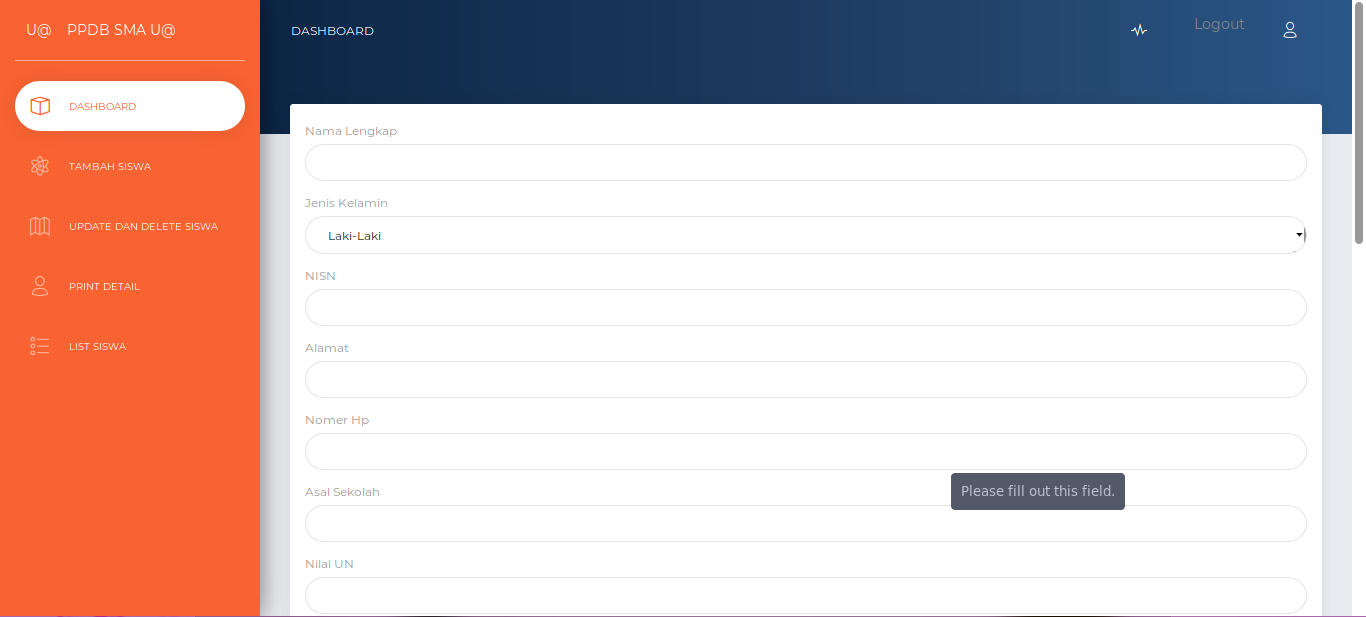 U@ PPDB SMA U@
DASHBOARD
TAMBAH SISWA
UPDATE DAN DELETE SISWA
PRINT DETAIL
LIST SISWA
DASHBOARD
Logout
Nama Lengkap
Jenis Kelamin
Laki-Laki
NISN
Alamat
Nomer Hp
Please fill out this field.
Asal Sekolah
Nilai UN